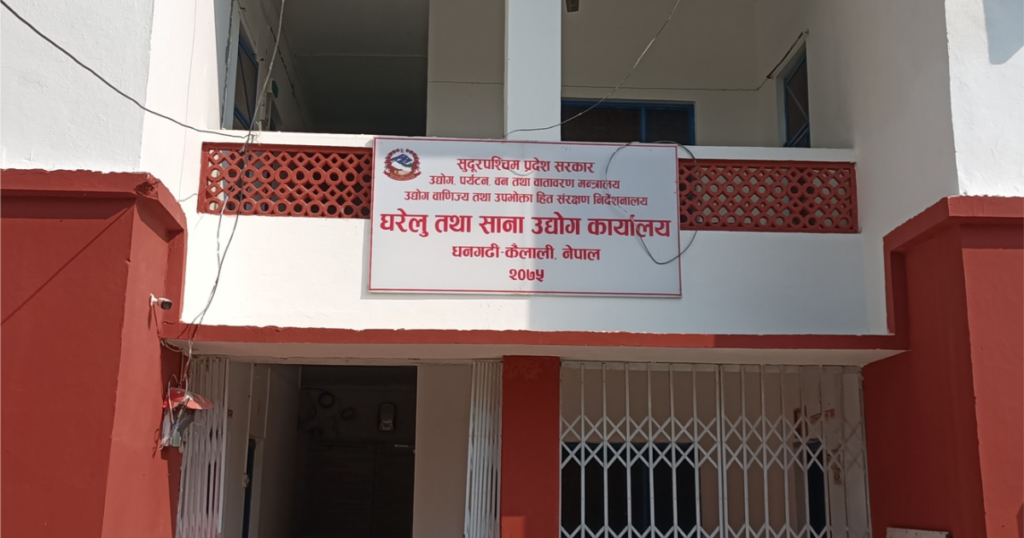 सुदूरपश्चिम प्रदेश सरकार
उद्योग, पर्यटन, वन तथा वातावरण मन्त्रालय
उद्योग वाणिज्य तथा उपभोक्ता हित संरक्षण निर्देशनालय
घरेलु तथा साना उद्योग कार्यालय
धनगढी-कैलाली, नेपाल
२०७५